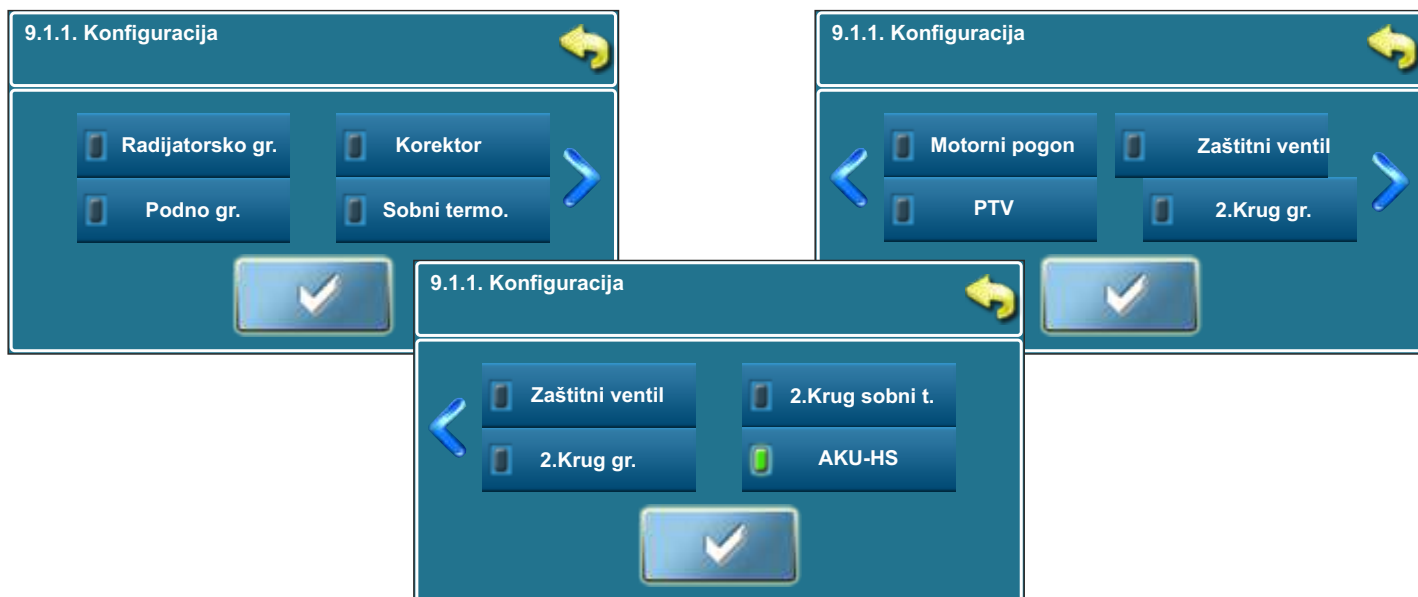 9.1.1. Konfiguracija
Radijatorsko gr.
Korektor
Podno gr.
Sobni termo.
9.1.1. Konfiguracija
Motorni pogon
Zaštitni ventil
PTV
2.Krug gr.
9.1.1. Konfiguracija
Zaštitni ventil
2.Krug sobni t.
2.Krug gr.
AKU-HS